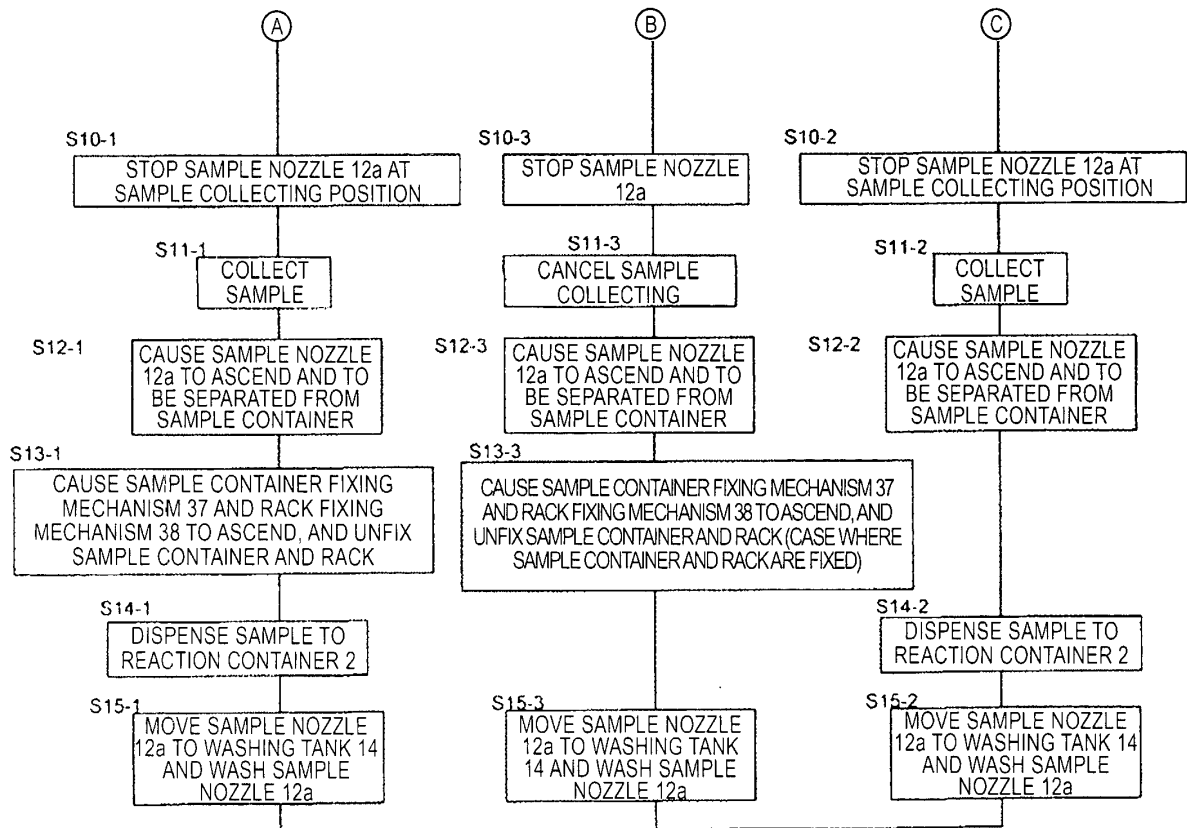 A
S10-1
STOP SAMPLE NOZZLE 12a AT
SAMPLE COLLECTING POSITION
S11-1
COLLECT
SAMPLE
S12-1
CAUSE SAMPLE NOZZLE
12a TO ASCEND AND TO
BE SEPARATED FROM
SAMPLE CONTAINER
S13-1
CAUSE SAMPLE CONTAINER FIXING
MECHANISM 37 AND RACK FIXING
MECHANISM 38 TO ASCEND, AND UNFIX
SAMPLE CONTAINER AND RACK
S14-1
DISPENSE SAMPLE TO
REACTION CONTAINER 2
S15-1
MOVE SAMPLE NOZZLE
12a TO WASHING TANK 14
AND WASH SAMPLE
NOZZLE 12a
B
S10-3
STOP SAMPLE NOZZLE
12a
S11-3
CANCEL SAMPLE
COLLECTING
S12-3
CAUSE SAMPLE NOZZLE
12a TO ASCEND AND TO
BE SEPARATED FROM
SAMPLE CONTAINER
S13-3
CAUSE SAMPLE CONTAINER FIXING MECHANISM 37
AND RACK FIXING MECHANISM 38 TO ASCEND, AND
UNFIX SAMPLE CONTAINER AND RACK (CASE WHERE
SAMPLE CONTAINER AND RACK ARE FIXED)
S15-3
MOVE SAMPLE NOZZLE
12a TO WASHING TANK
14 AND WASH SAMPLE
NOZZLE 12a
C
S10-2
STOP SAMPLE NOZZLE 12a AT
SAMPLE COLLECTING POSITION
S11-2
COLLECT
SAMPLE
S12-2
CAUSE SAMPLE NOZZLE
12a TO ASCEND AND TO
BE SEPARATED FROM
SAMPLE CONTAINER
S14-2
DISPENSE SAMPLE TO
REACTION CONTAINER 2
S15-2
MOVE SAMPLE NOZZLE
12a TO WASHING TANK 14
AND WASH SAMPLE
NOZZLE 12a